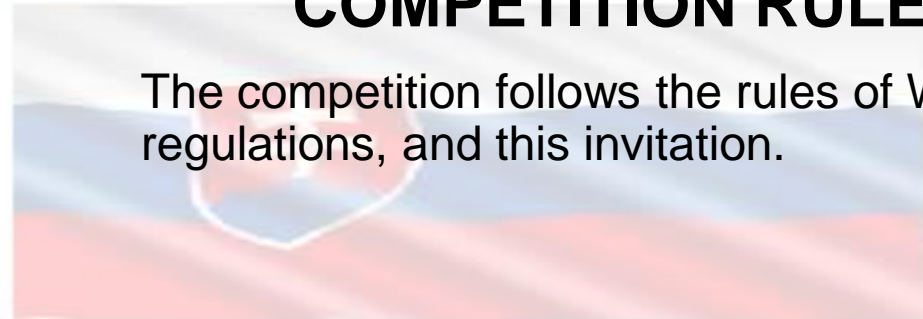 COMPETITION RULE
The competition follows the rules of W
regulations, and this invitation.